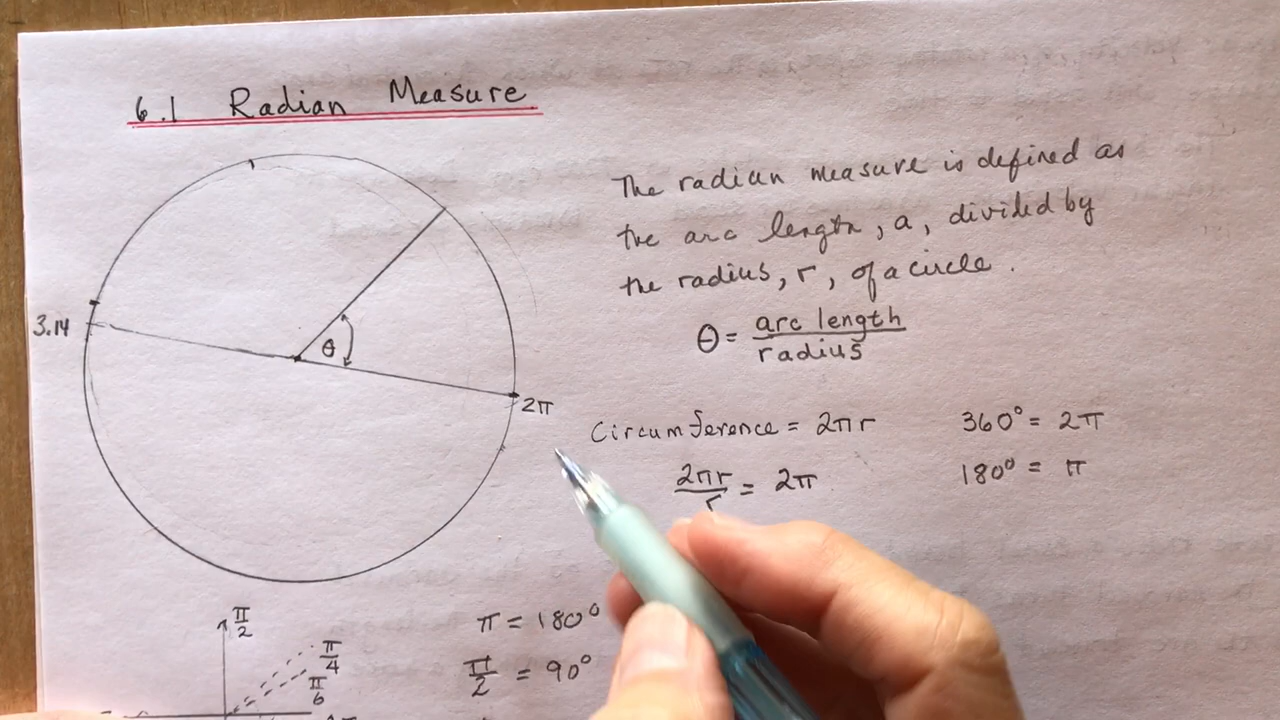 6.1 Radian Measure
The radian measure is defined as
the arc length, a, divided by
the radius, r, of a circle.
θ = arc length
radius
3.14
θ
2π
Circumference = 2πr
360° = 2π
2πr/r = 2π
180° = π
π/2
π/4
π/6
π = 180°
π/2 = 90°